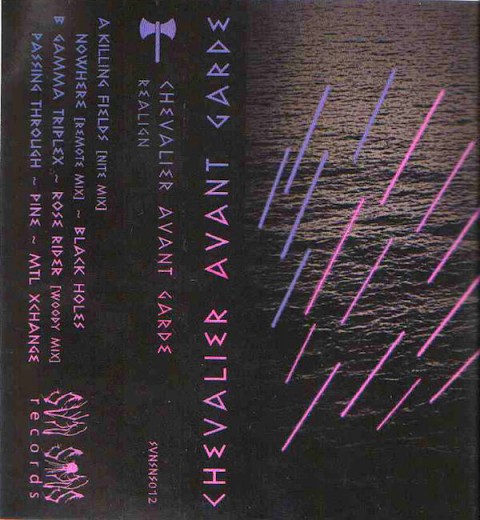 CHEVALIER AVANT GARDE
CHEVALIER AVANT GARDE
REALIGN
SVNSNS012
A KILLING FIELDS [NITE MIX]
NOWHERE [REMOTE MIX] ~ BLACK HOLES
B GAMMA TRIPLEX ~ ROSE RIDER [WOODY MIX]
PASSING THROUGH ~ PINE ~ MTL XCHANGE
records